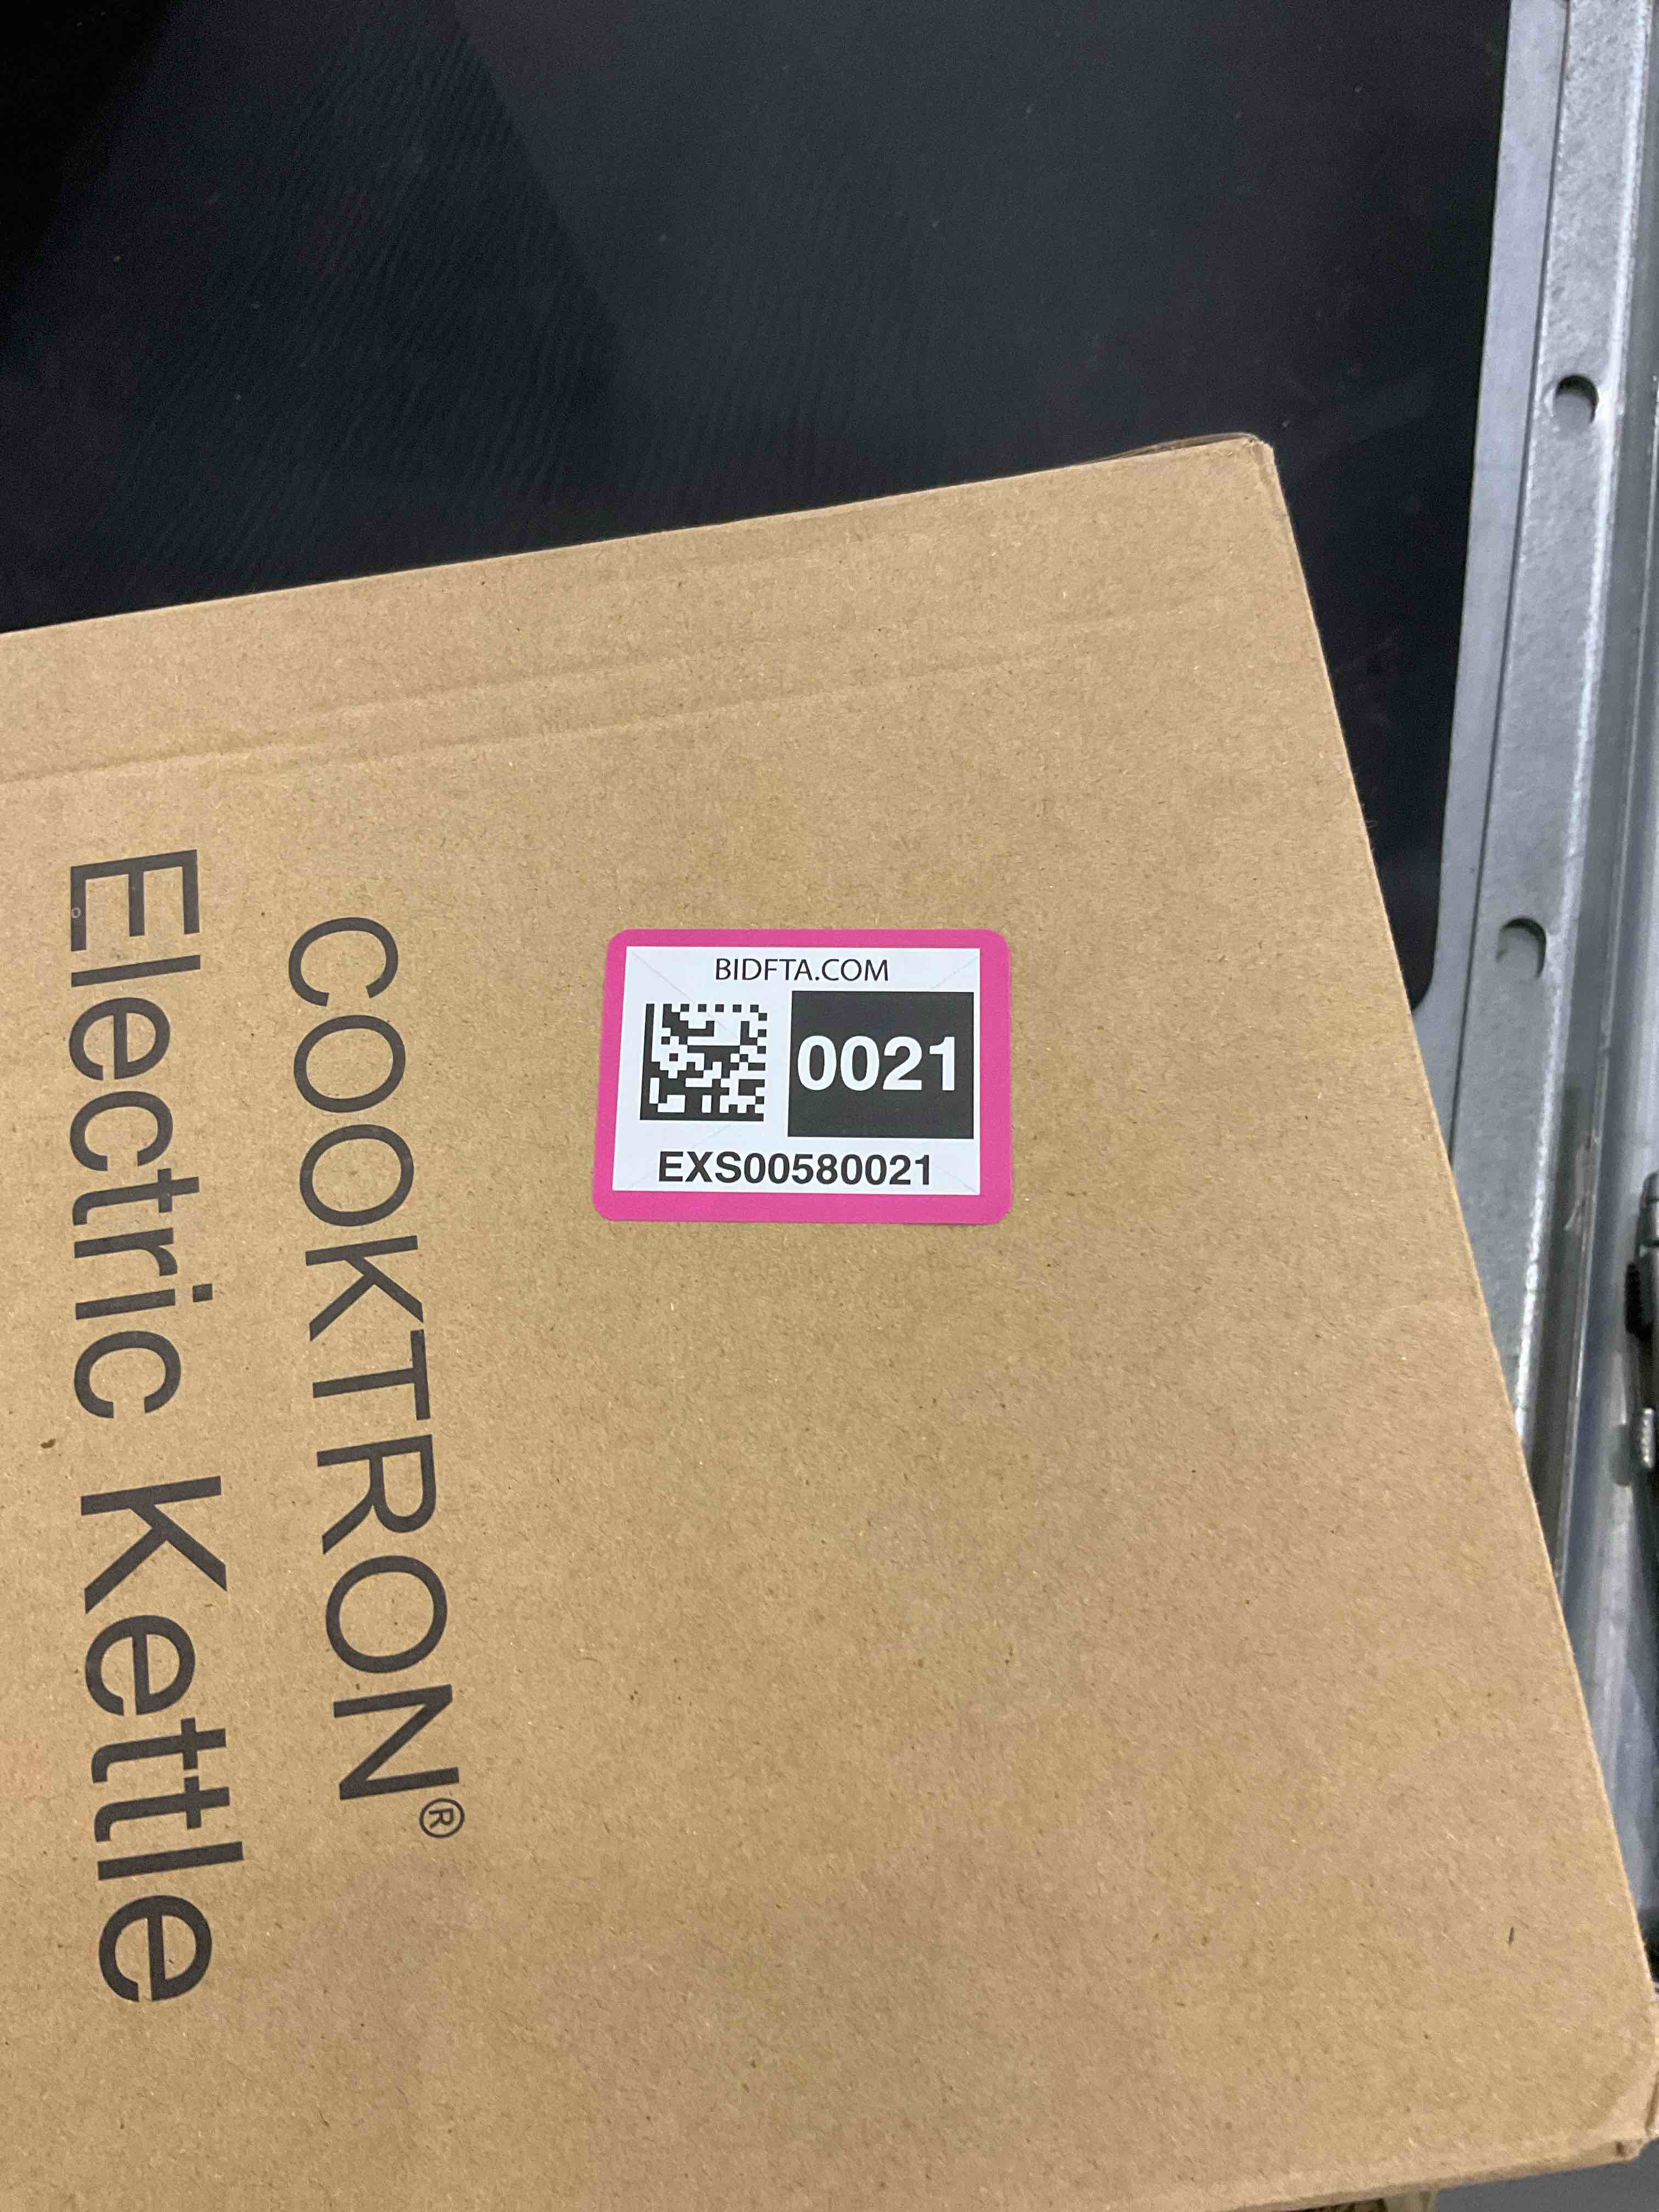 BIDFTA.COM
0021
EXS00580021
COOKTRON®
Electric Kettle